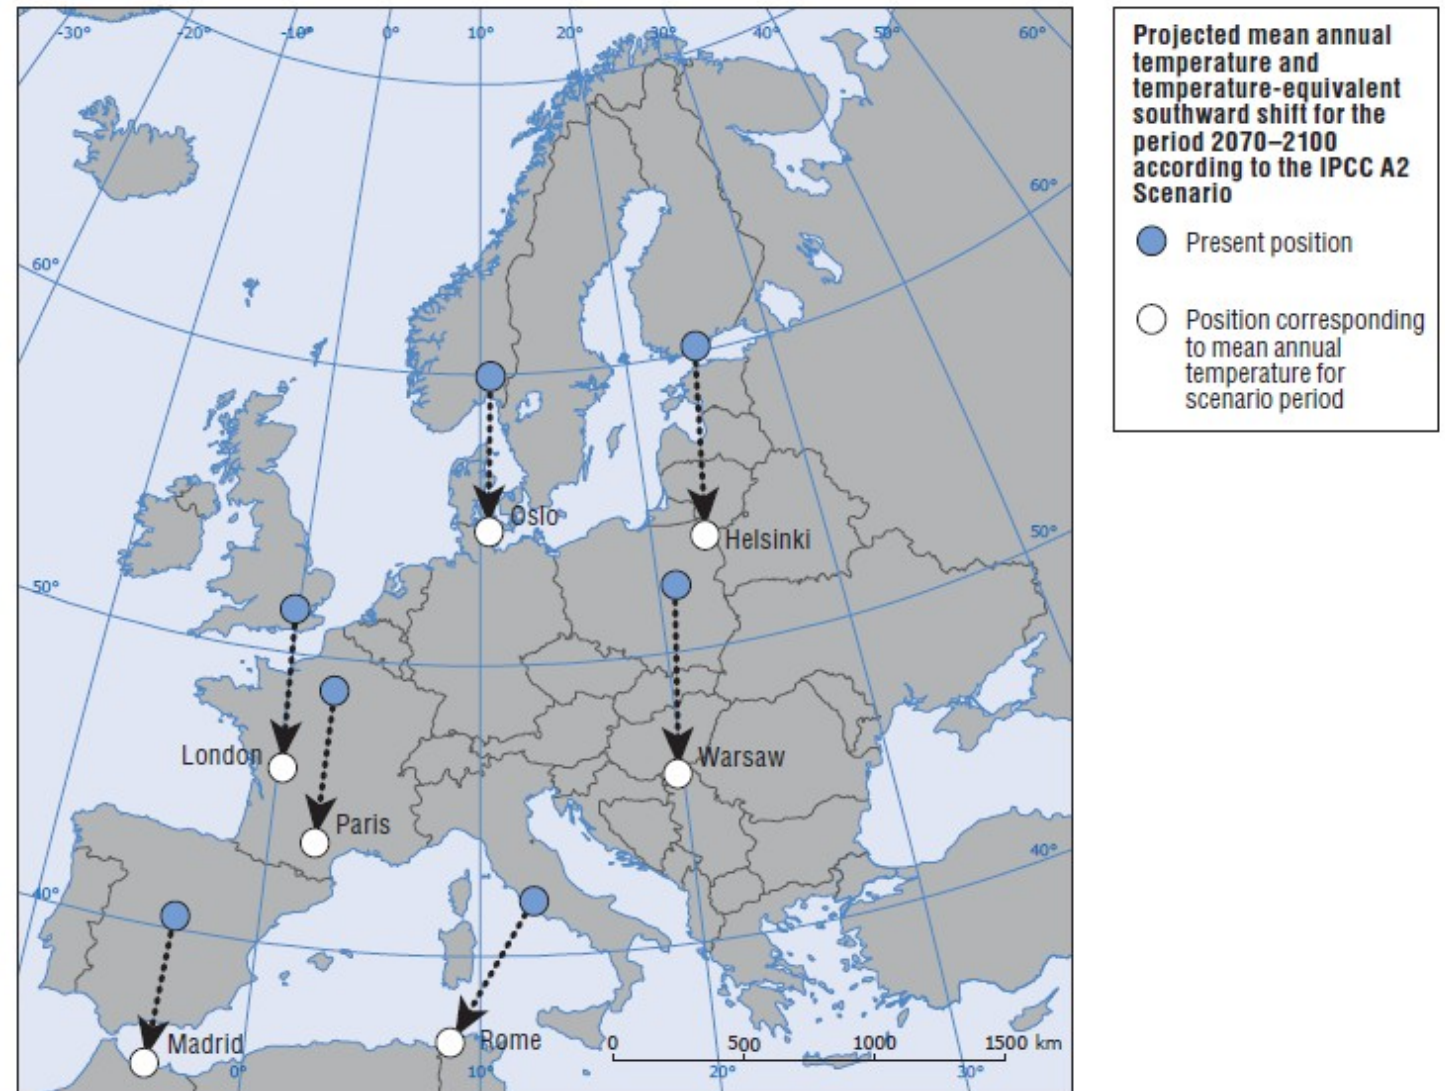 -30°
-20°
-10°
0°
10°
20°
30°
40°
50°
60°
60°
60°
50°
50°
40°
40°
Oslo
Helsinki
London
Warsaw
Paris
Madrid
Rome
0
500
1000
1500 km
0°
10°
20°
30°
Projected mean annual
temperature and
temperature-equivalent
southward shift for the
period 2070–2100
according to the IPCC A2
Scenario
Present position
Position corresponding
to mean annual
temperature for
scenario period